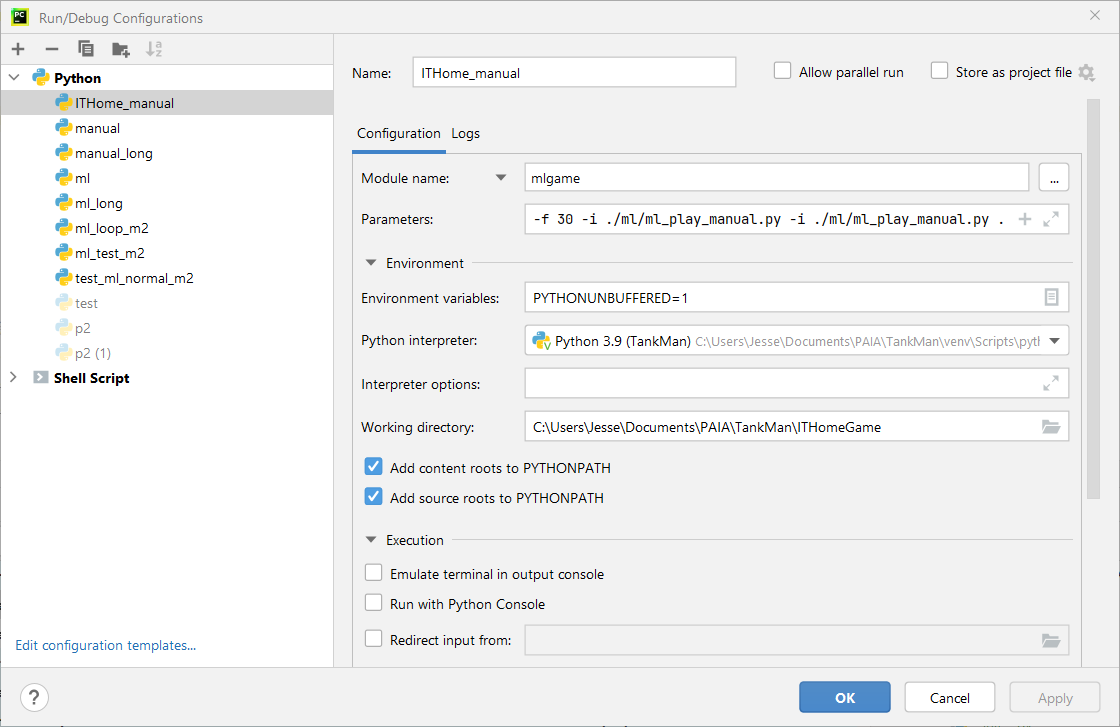 Run/Debug Configurations
Python
ITHome_manual
manual
manual_long
ml
ml_long
ml_loop_m2
ml_test_m2
test_ml_normal_m2
test
p2
p2 (1)
Shell Script
Edit configuration templates...
Name: ITHome_manual
Allow parallel run
Store as project file
Configuration Logs
Module name: mlgame ...
Parameters: -f 30 -i ./ml/ml_play_manual.py -i ./ml/ml_play_manual.py .
Environment
Environment variables: PYTHONUNBUFFERED=1
Python interpreter: Python 3.9 (TankMan) C:\Users\Jesse\Documents\PAIA\TankMan\venv\Scripts\pyth
Interpreter options:
Working directory: C:\Users\Jesse\Documents\PAIA\TankMan\ITHomeGame
Add content roots to PYTHONPATH
Add source roots to PYTHONPATH
Execution
Emulate terminal in output console
Run with Python Console
Redirect input from:
? OK Cancel Apply